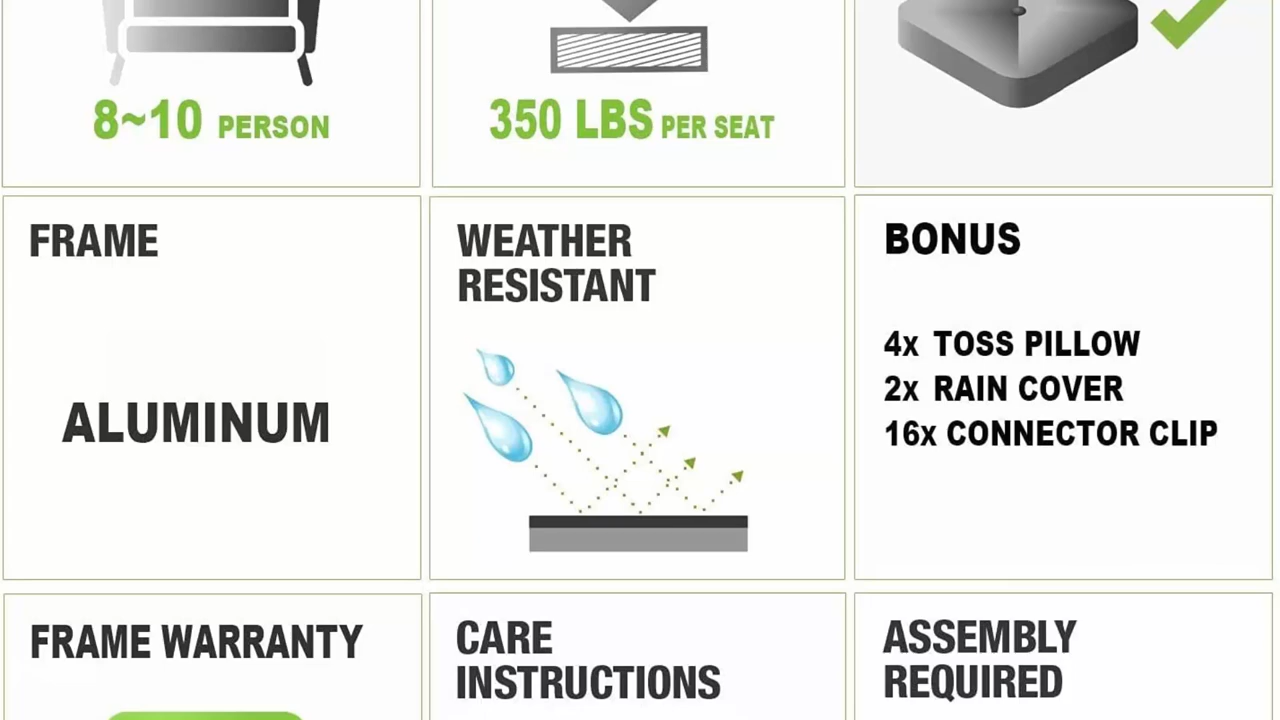 8~10 PERSON
350 LBS PER SEAT
FRAME
ALUMINUM
WEATHER
RESISTANT
BONUS
4x TOSS PILLOW
2x RAIN COVER
16x CONNECTOR CLIP
FRAME WARRANTY
CARE
INSTRUCTIONS
ASSEMBLY
REQUIRED